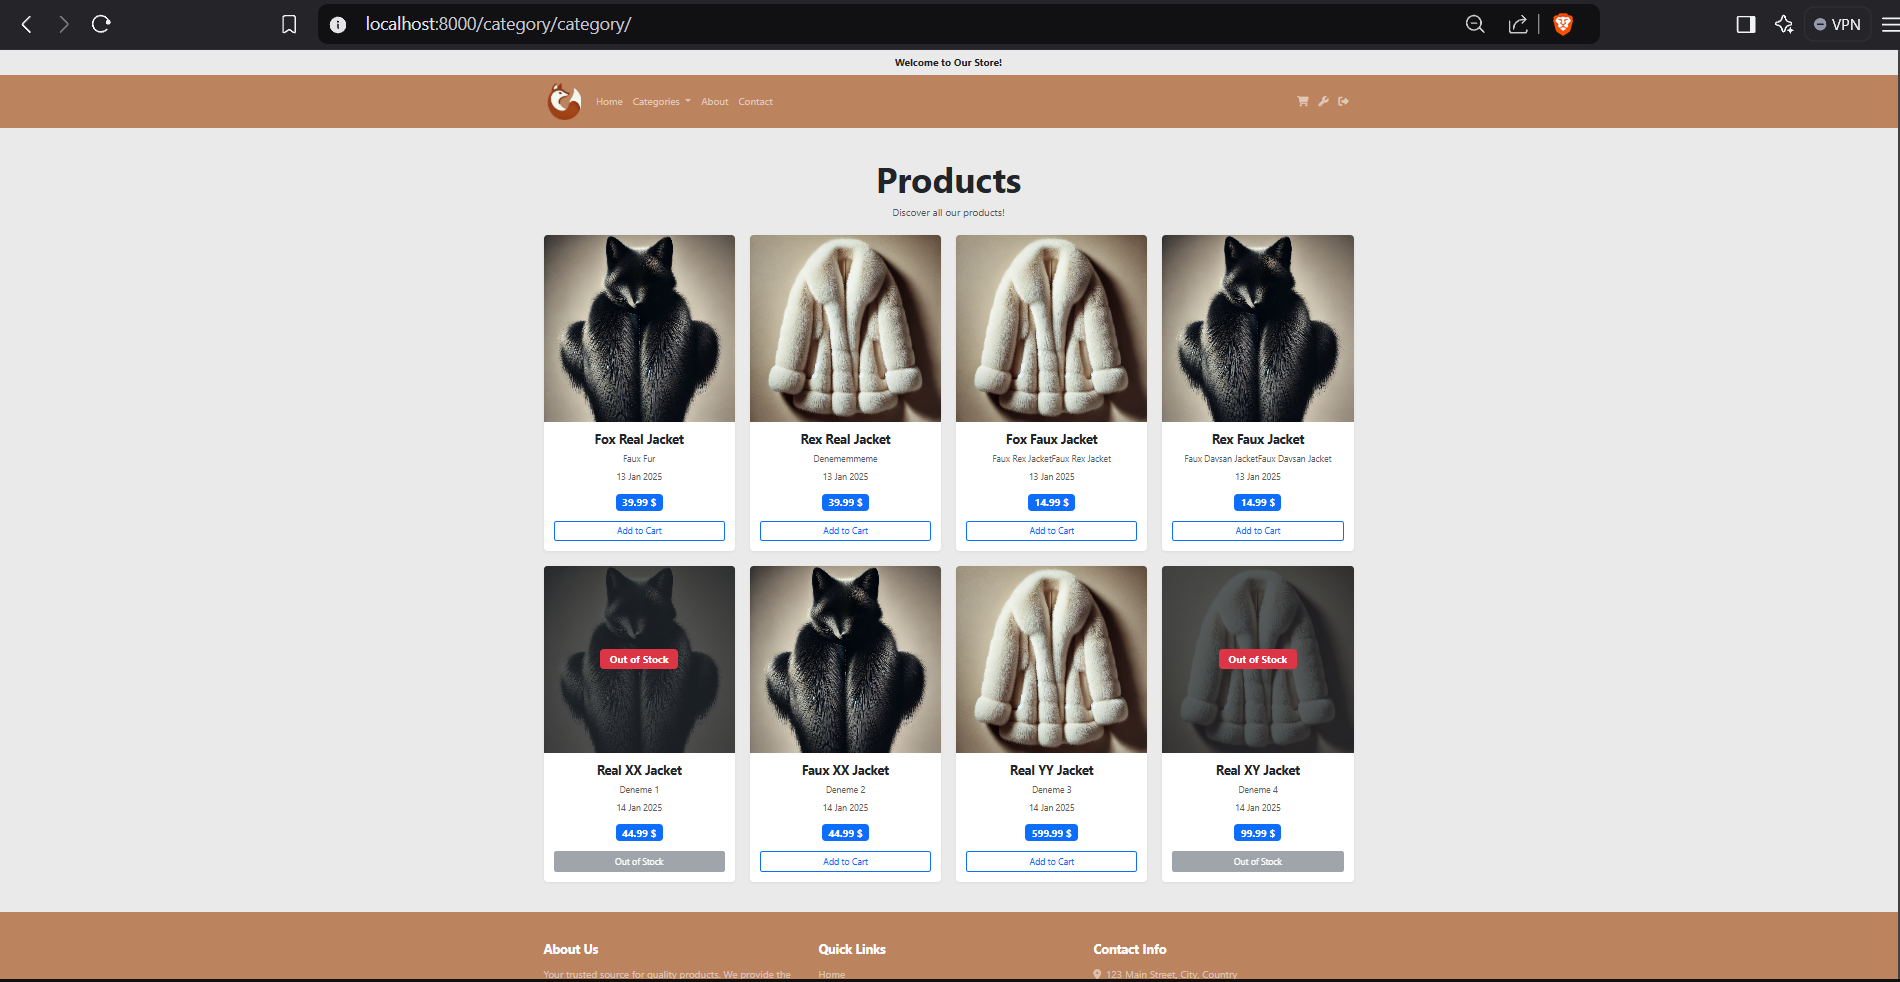 localhost:8000/category/category/
VPN
Welcome to Our Store!
Home Categories About Contact
Products
Discover all our products!
Fox Real Jacket
Faux Fur
13 Jan 2025
39.99 $
Add to Cart
Rex Real Jacket
Denememmeme
13 Jan 2025
39.99 $
Add to Cart
Fox Faux Jacket
Faux Rex JacketFaux Rex Jacket
13 Jan 2025
14.99 $
Add to Cart
Rex Faux Jacket
Faux Davsan JacketFaux Davsan Jacket
13 Jan 2025
14.99 $
Add to Cart
Out of Stock
Real XX Jacket
Deneme 1
14 Jan 2025
44.99 $
Out of Stock
Faux XX Jacket
Deneme 2
14 Jan 2025
44.99 $
Add to Cart
Real YY Jacket
Deneme 3
14 Jan 2025
599.99 $
Add to Cart
Out of Stock
Real XY Jacket
Deneme 4
14 Jan 2025
99.99 $
Out of Stock
About Us
Your trusted source for quality products. We provide the
Quick Links
Home
Contact Info
123 Main Street, City, Country